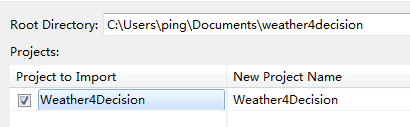 Root Directory: C:\Users\ping\Documents\weather4decision
Projects:
Project to Import New Project Name
Weather4Decision Weather4Decision